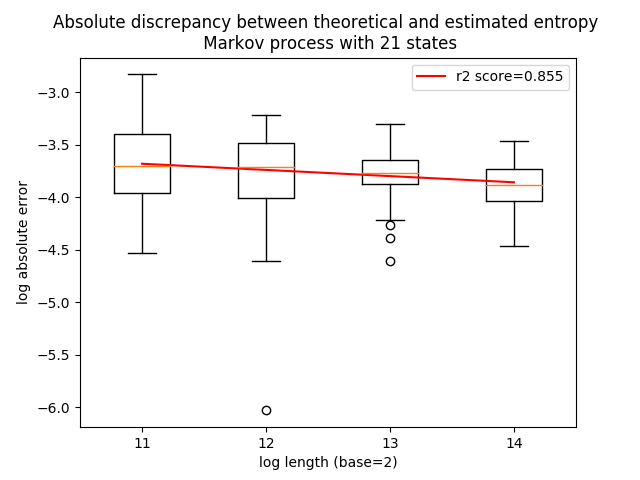 Absolute discrepancy between theoretical and estimated entropy
Markov process with 21 states
r2 score=0.855
−3.0
−3.5
−4.0
−4.5
−5.0
−5.5
−6.0
log absolute error
11 12 13 14
log length (base=2)